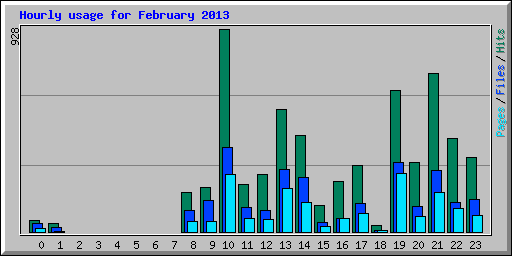 Hourly usage for February 2013
928
Pages / Files / Hits
0 1 2 3 4 5 6 7 8 9 10 11 12 13 14 15 16 17 18 19 20 21 22 23